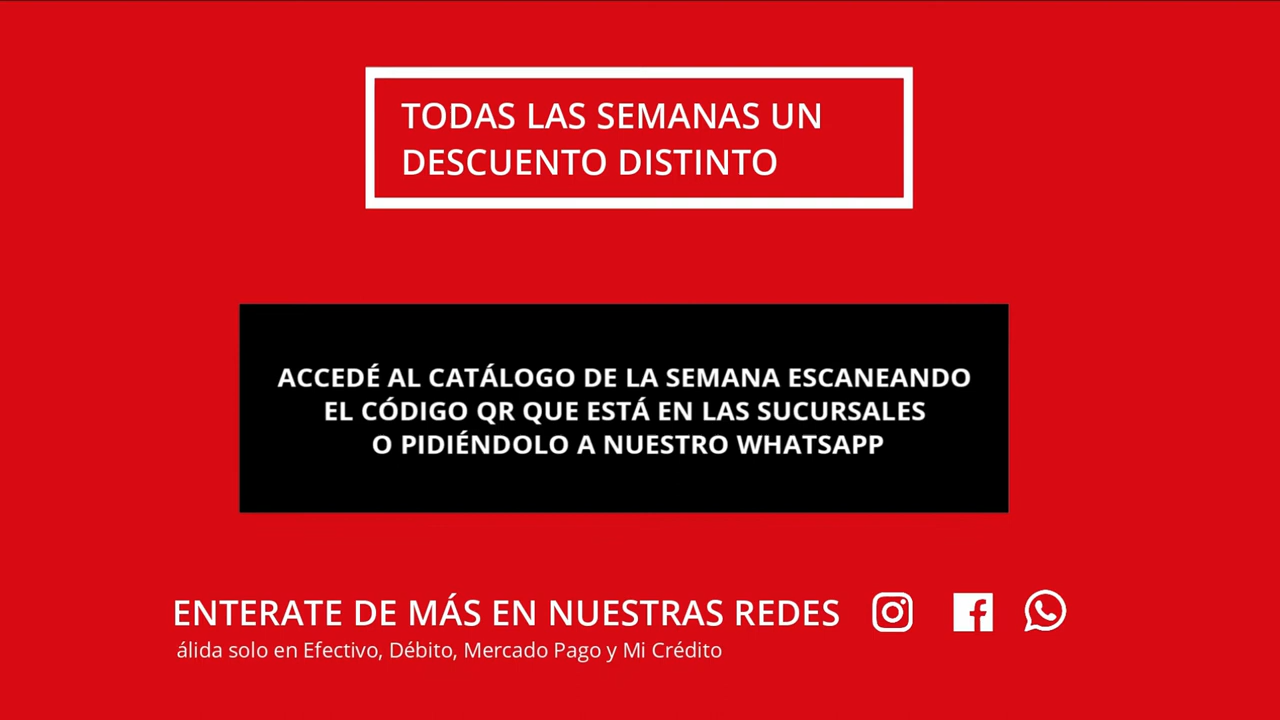 TODAS LAS SEMANAS UN
DESCUENTO DISTINTO
ACCEDÉ AL CATÁLOGO DE LA SEMANA ESCANEANDO
EL CÓDIGO QR QUE ESTÁ EN LAS SUCURSALES
O PIDIÉNDOLO A NUESTRO WHATSAPP
ENTERATE DE MÁS EN NUESTRAS REDES
álida solo en Efectivo, Débito, Mercado Pago y Mi Crédito